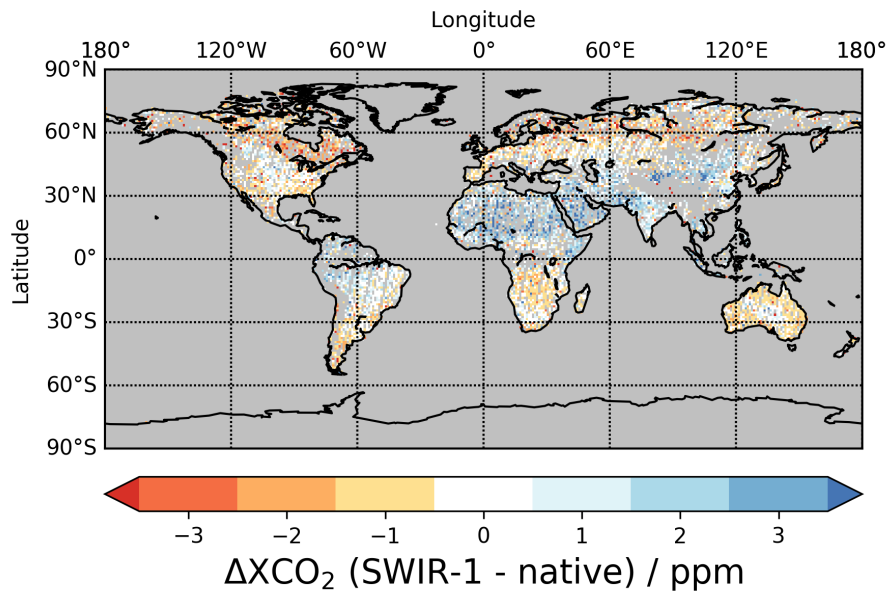 Longitude
180° 120°W 60°W 0° 60°E 120°E 180°
90°N
60°N
30°N
0°
30°S
60°S
90°S
Latitude
−3 −2 −1 0 1 2 3
ΔXCO₂ (SWIR-1 - native) / ppm